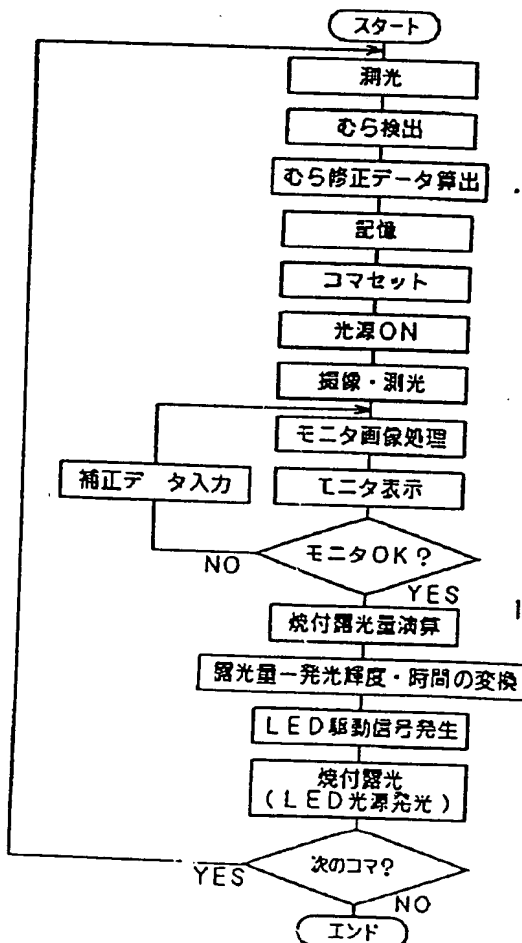 スタート
測光
むら検出
むら修正データ算出
記憶
コマセット
光源ON
撮像・測光
モニタ画像処理
補正データ入力
モニタ表示
モニタOK?
NO
YES
焼付露光量演算
露光量ー発光輝度・時間の変換
LED駆動信号発生
焼付露光
(LED光源発光)
次のコマ?
YES
NO
エンド